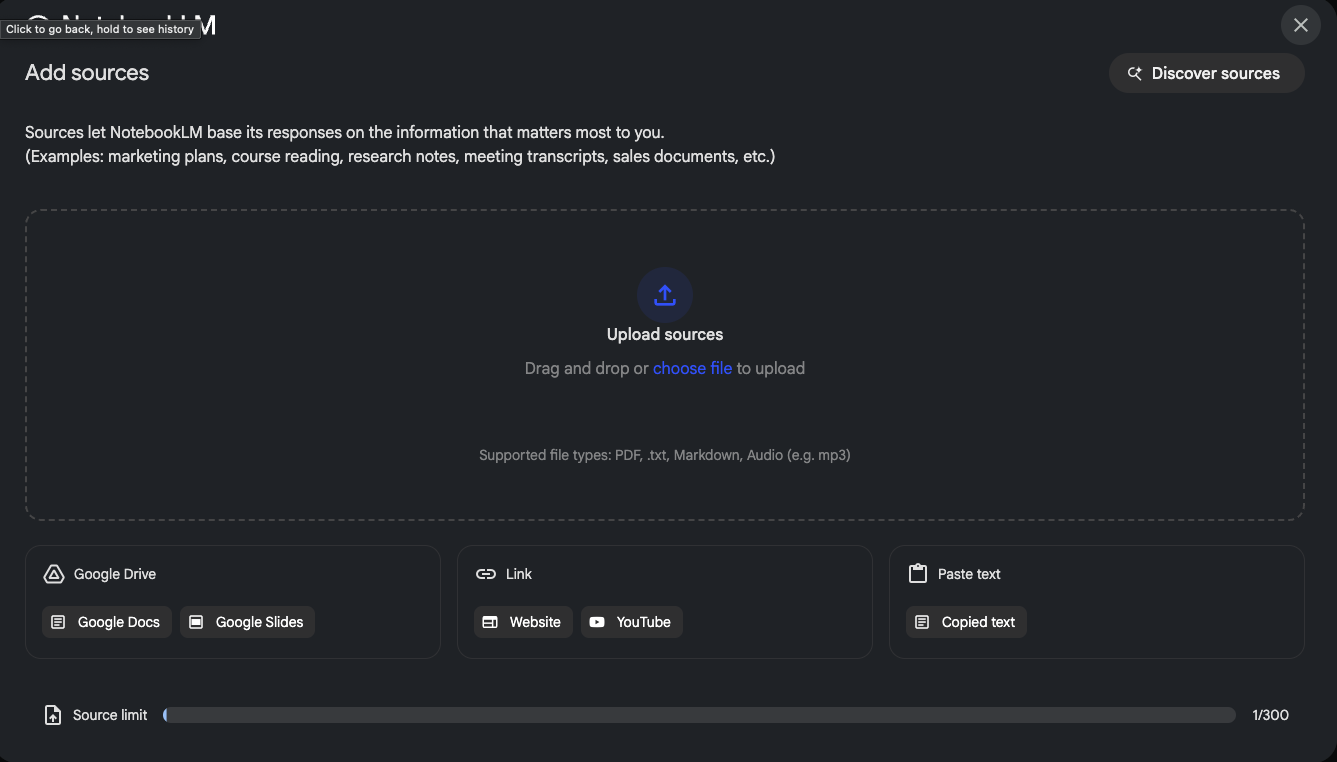 Click to go back, hold to see history
Add sources
Discover sources
Sources let NotebookLM base its responses on the information that matters most to you.
(Examples: marketing plans, course reading, research notes, meeting transcripts, sales documents, etc.)
Upload sources
Drag and drop or choose file to upload
Supported file types: PDF, .txt, Markdown, Audio (e.g. mp3)
Google Drive
Google Docs
Google Slides
Link
Website
YouTube
Paste text
Copied text
Source limit
1/300